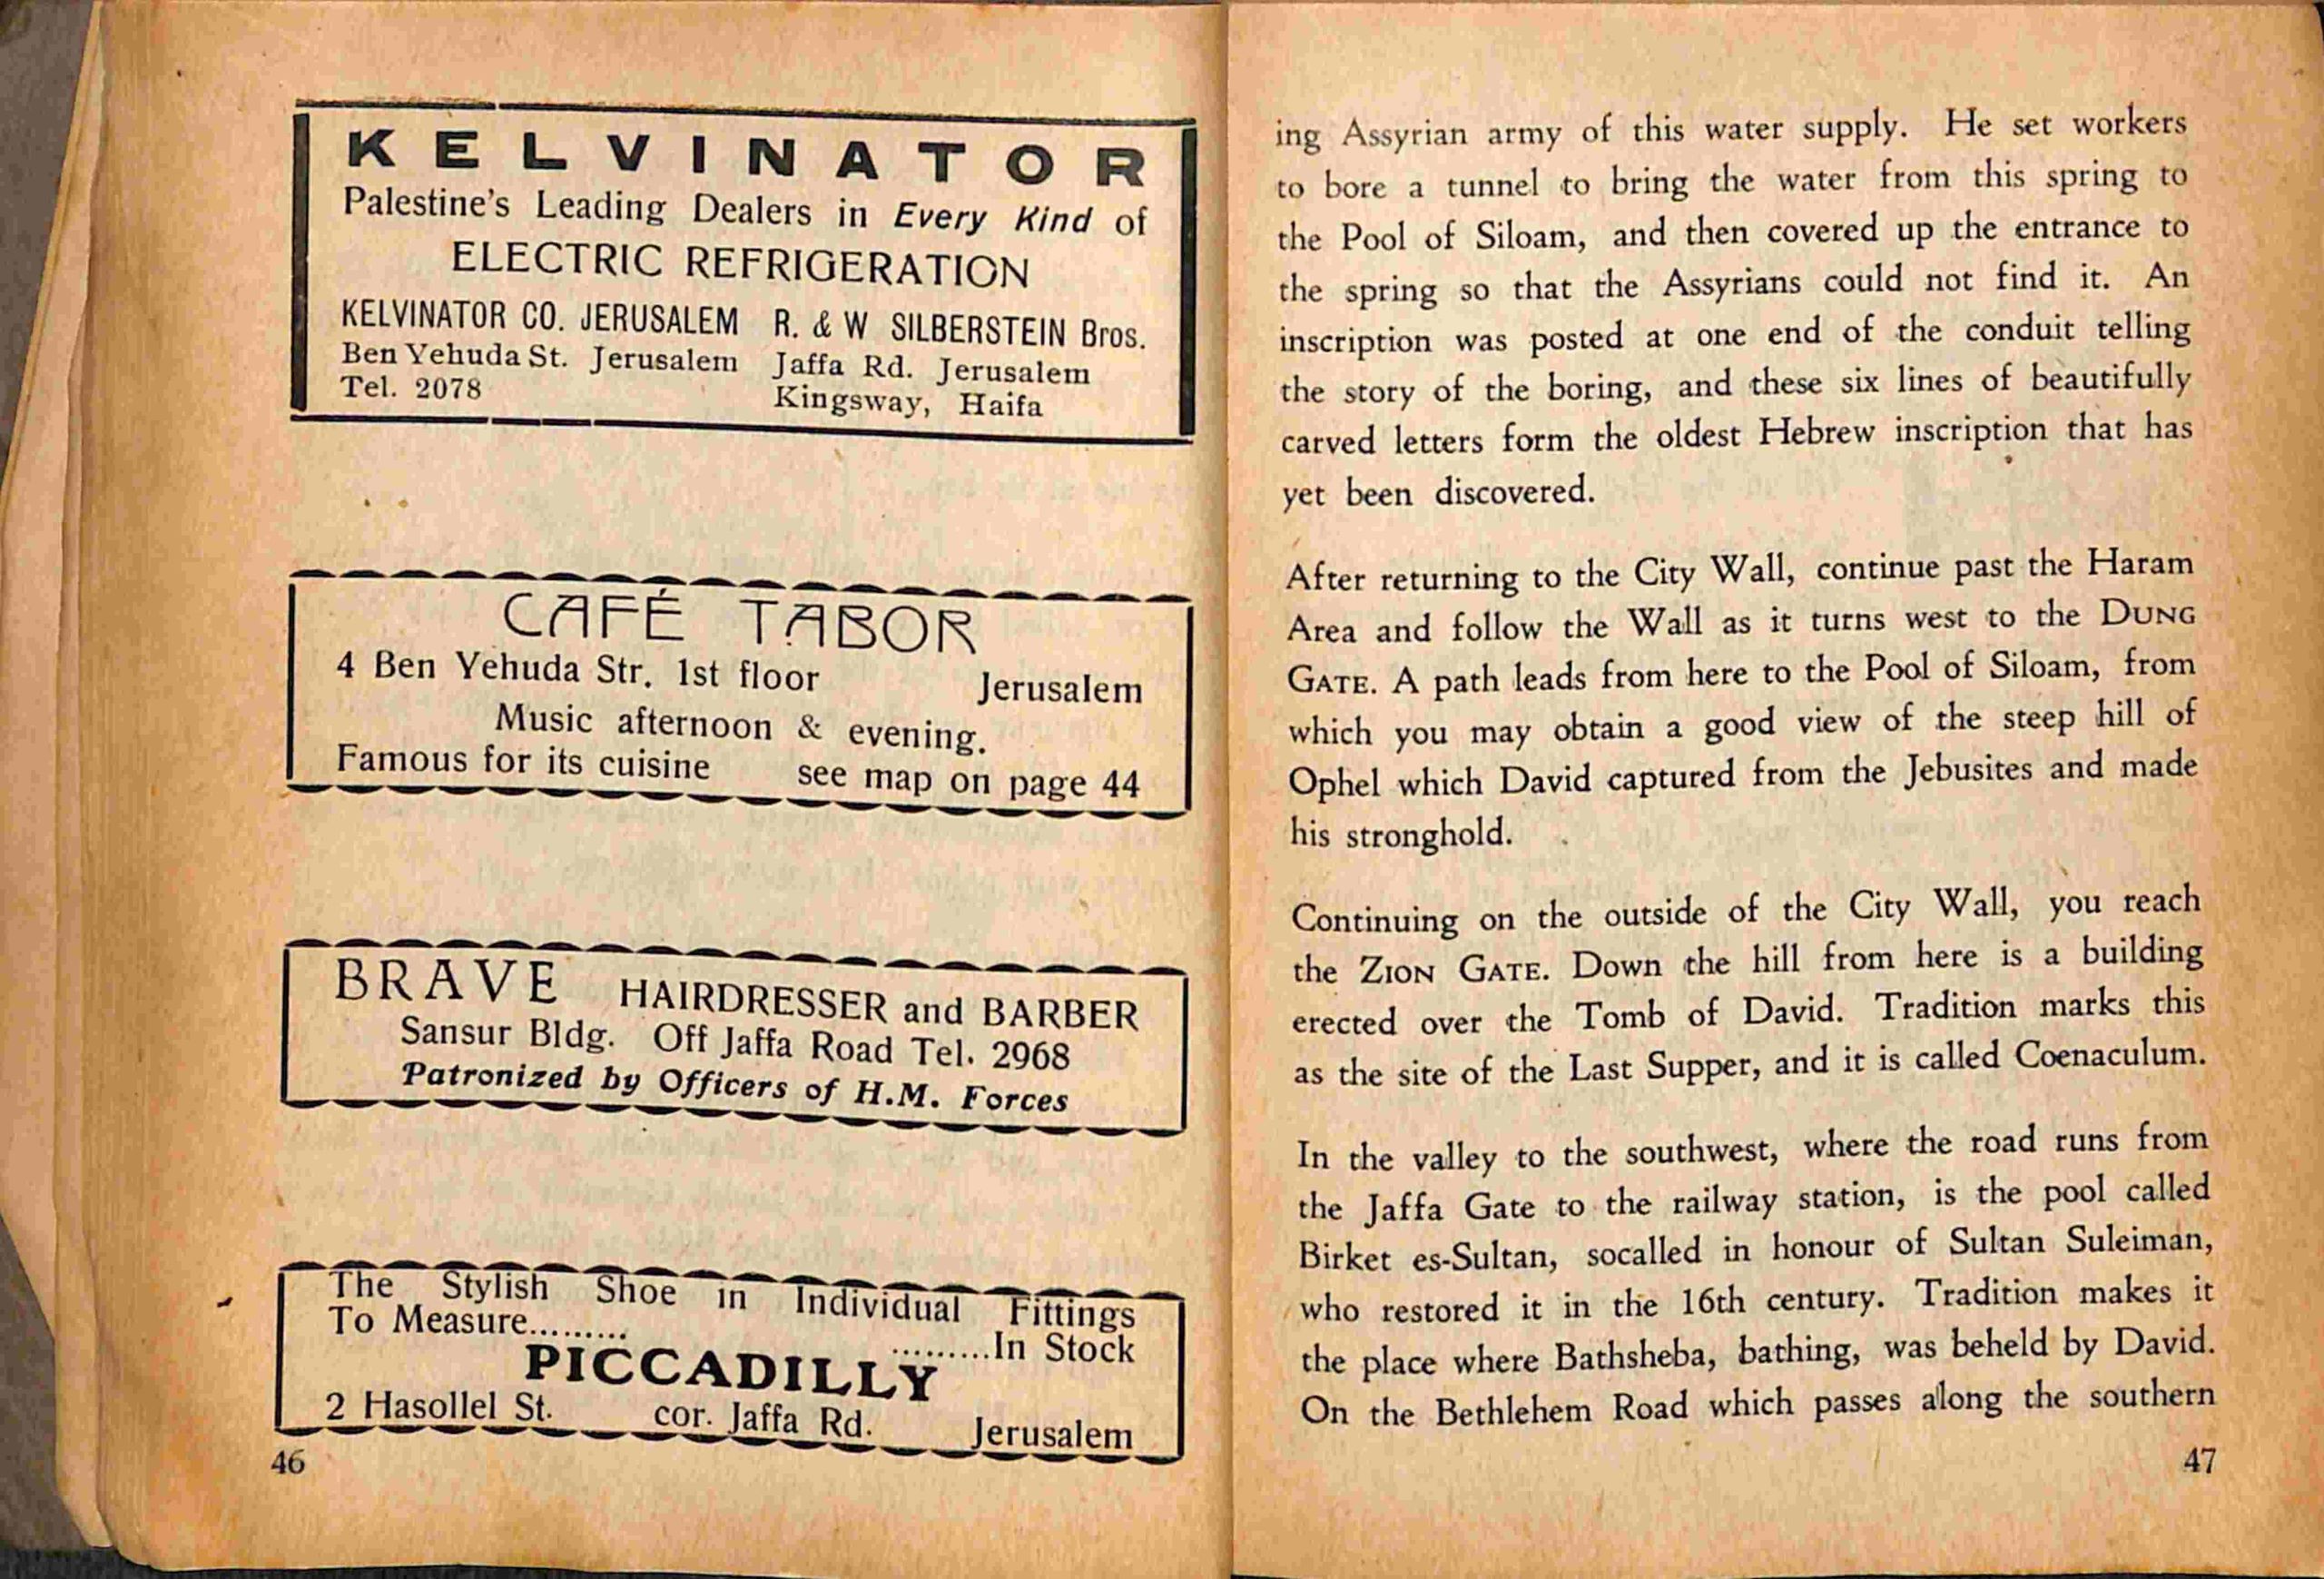 KELVINATOR
Palestine's Leading Dealers in Every Kind of
ELECTRIC REFRIGERATION
KELVINATOR CO. JERUSALEM R. & W SILBERSTEIN Bros.
Ben Yehuda St. Jerusalem Jaffa Rd. Jerusalem
Tel. 2078 Kingsway, Haifa
CAFÉ TABOR
4 Ben Yehuda Str. 1st floor Jerusalem
Music afternoon & evening.
Famous for its cuisine see map on page 44
BRAVE HAIRDRESSER and BARBER
Sansur Bldg. Off Jaffa Road Tel. 2968
Patronized by Officers of H.M. Forces
The Stylish Shoe in Individual Fittings
To Measure.........
.........In Stock
PICCADILLY
2 Hasollel St. cor. Jaffa Rd. Jerusalem
46
ing Assyrian army of this water supply. He set workers
to bore a tunnel to bring the water from this spring to
the Pool of Siloam, and then covered up the entrance to
the spring so that the Assyrians could not find it. An
inscription was posted at one end of the conduit telling
the story of the boring, and these six lines of beautifully
carved letters form the oldest Hebrew inscription that has
yet been discovered.
After returning to the City Wall, continue past the Haram
Area and follow the Wall as it turns west to the DUNG
GATE. A path leads from here to the Pool of Siloam, from
which you may obtain a good view of the steep hill of
Ophel which David captured from the Jebusites and made
his stronghold.
Continuing on the outside of the City Wall, you reach
the ZION GATE. Down the hill from here is a building
erected over the Tomb of David. Tradition marks this
as the site of the Last Supper, and it is called Coenaculum.
In the valley to the southwest, where the road runs from
the Jaffa Gate to the railway station, is the pool called
Birket es-Sultan, socalled in honour of Sultan Suleiman,
who restored it in the 16th century. Tradition makes it
the place where Bathsheba, bathing, was beheld by David.
On the Bethlehem Road which passes along the southern
47